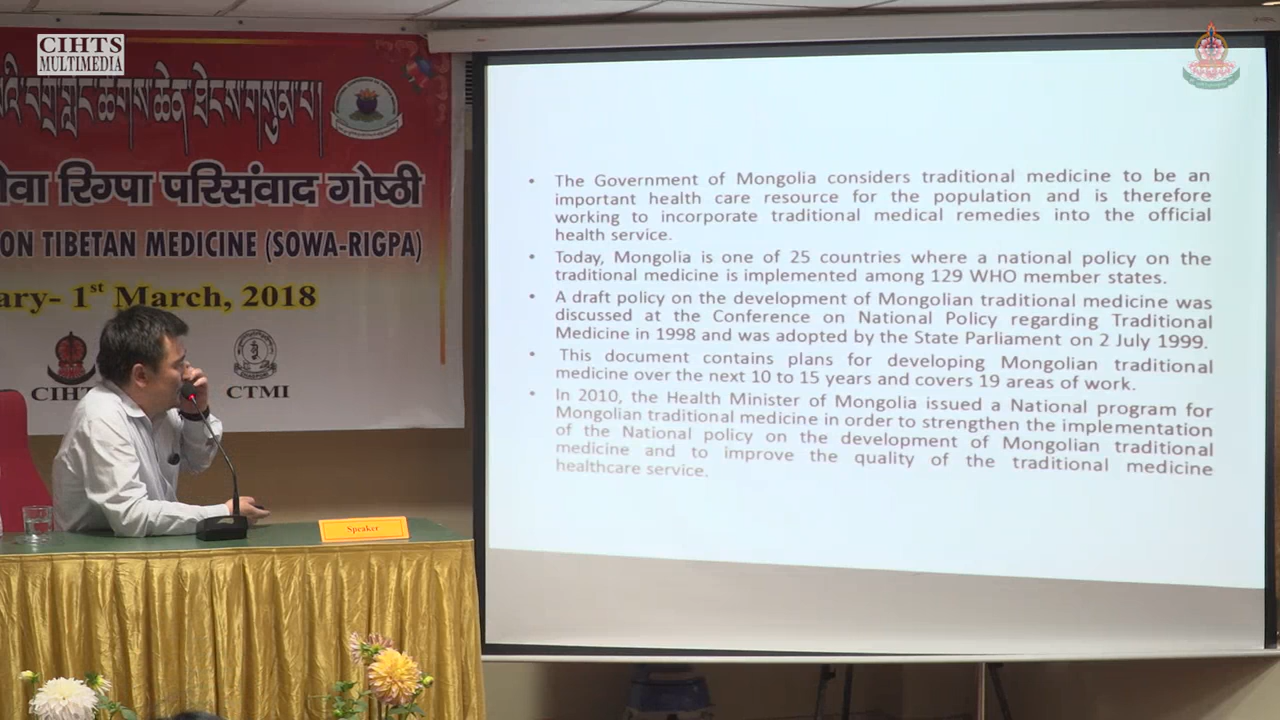 CIHTS
MULTIMEDIA
རིག་པའི་བགྲོ་གླེང་ཚོགས་ཆེན་ཐེངས་གསུམ་པ།
रिग्पा परिसंवाद गोष्ठी
ON TIBETAN MEDICINE (SOWA-RIGPA)
1st March, 2018
CTMI
Speaker
• The Government of Mongolia considers traditional medicine to be an
important health care resource for the population and is therefore
working to incorporate traditional medical remedies into the official
health service.
• Today, Mongolia is one of 25 countries where a national policy on the
traditional medicine is implemented among 129 WHO member states.
• A draft policy on the development of Mongolian traditional medicine was
discussed at the Conference on National Policy regarding Traditional
Medicine in 1998 and was adopted by the State Parliament on 2 July 1999.
• This document contains plans for developing Mongolian traditional
medicine over the next 10 to 15 years and covers 19 areas of work.
• In 2010, the Health Minister of Mongolia issued a National program for
Mongolian traditional medicine in order to strengthen the implementation
of the National policy on the development of Mongolian traditional
medicine and to improve the quality of the traditional medicine
healthcare service.